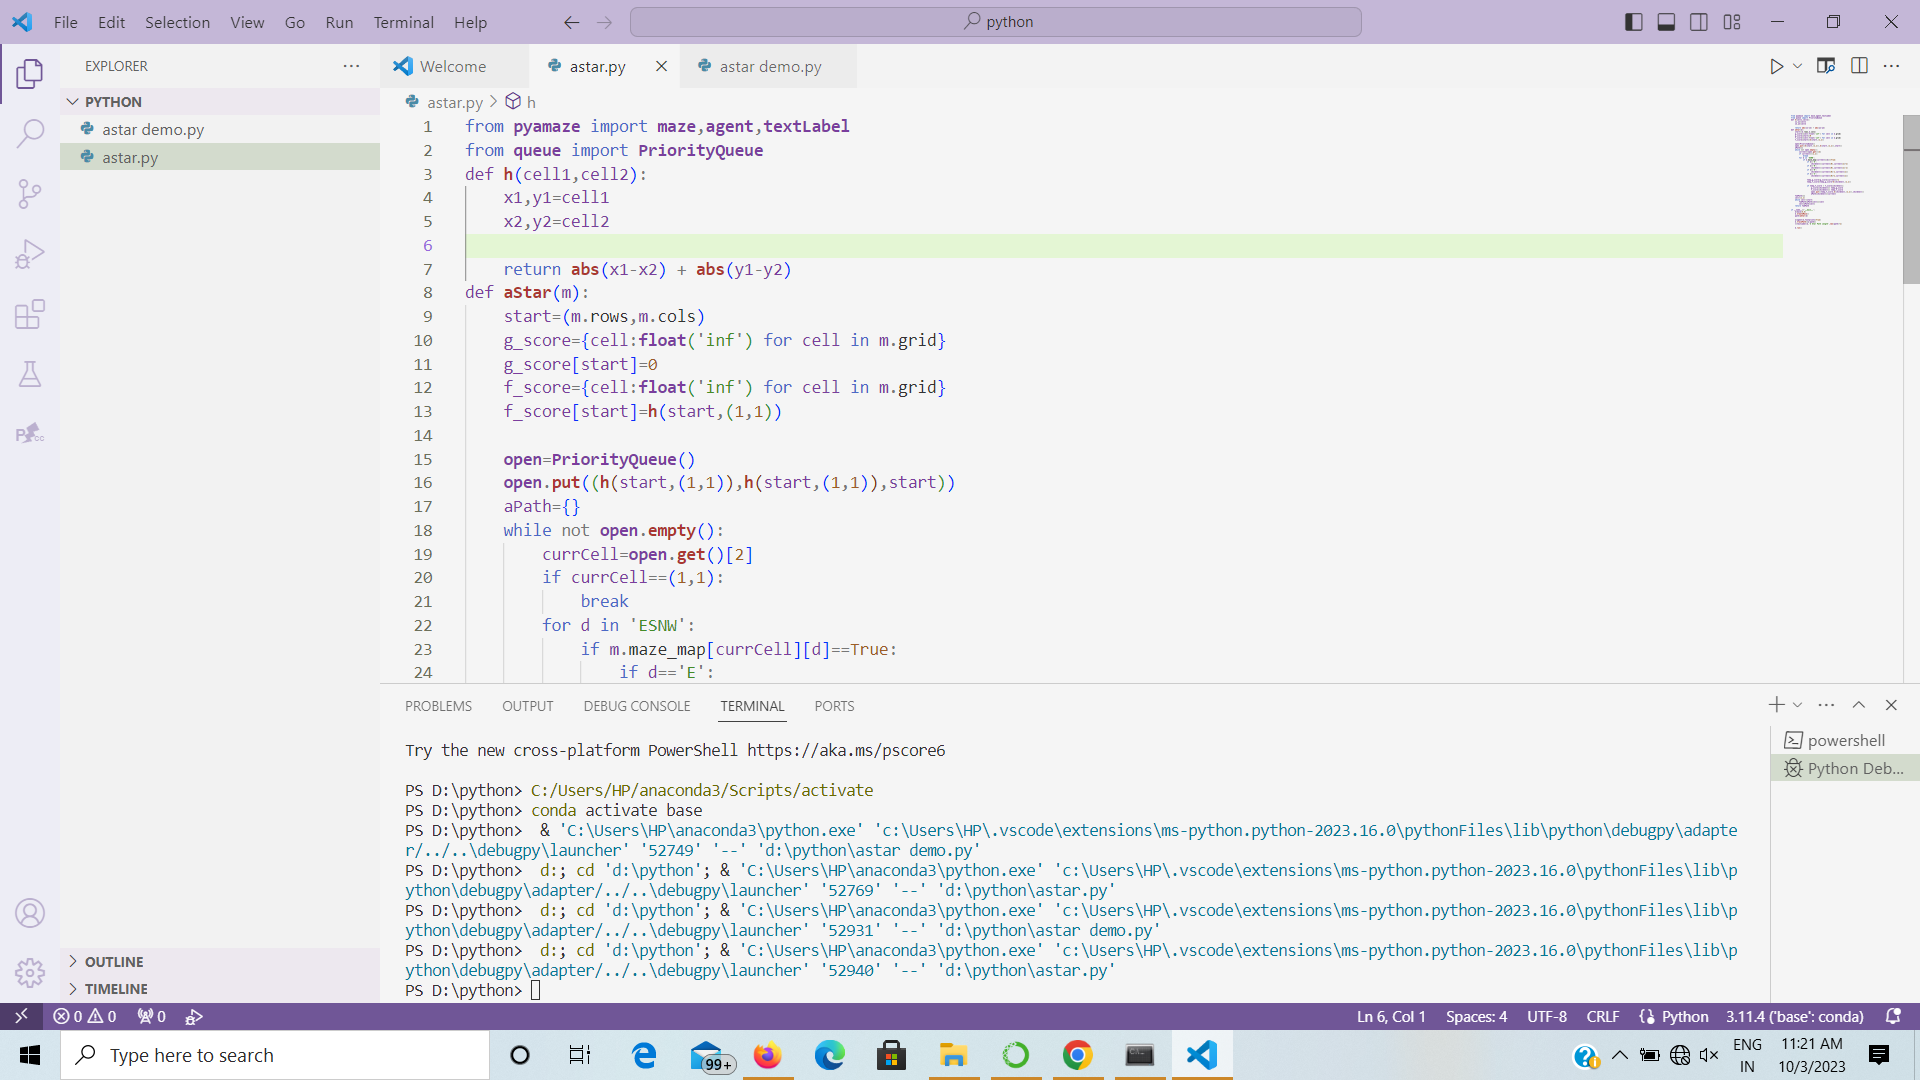 File Edit Selection View Go Run Terminal Help
python
EXPLORER
PYTHON
astar demo.py
astar.py
OUTLINE
TIMELINE
Welcome
astar.py
astar demo.py
astar.py > h
1 from pyamaze import maze,agent,textLabel
2 from queue import PriorityQueue
3 def h(cell1,cell2):
4 x1,y1=cell1
5 x2,y2=cell2
6
7 return abs(x1-x2) + abs(y1-y2)
8 def aStar(m):
9 start=(m.rows,m.cols)
10 g_score={cell:float('inf') for cell in m.grid}
11 g_score[start]=0
12 f_score={cell:float('inf') for cell in m.grid}
13 f_score[start]=h(start,(1,1))
14
15 open=PriorityQueue()
16 open.put((h(start,(1,1)),h(start,(1,1)),start))
17 aPath={}
18 while not open.empty():
19 currCell=open.get()[2]
20 if currCell==(1,1):
21 break
22 for d in 'ESNW':
23 if m.maze_map[currCell][d]==True:
24 if d=='E':
PROBLEMS OUTPUT DEBUG CONSOLE TERMINAL PORTS
Try the new cross-platform PowerShell https://aka.ms/pscore6
PS D:\python> C:/Users/HP/anaconda3/Scripts/activate
PS D:\python> conda activate base
PS D:\python>  & 'C:\Users\HP\anaconda3\python.exe' 'c:\Users\HP\.vscode\extensions\ms-python.python-2023.16.0\pythonFiles\lib\python\debugpy\adapte
r/../..\debugpy\launcher' '52749' '--' 'd:\python\astar demo.py'
PS D:\python>  d:; cd 'd:\python'; & 'C:\Users\HP\anaconda3\python.exe' 'c:\Users\HP\.vscode\extensions\ms-python.python-2023.16.0\pythonFiles\lib\p
ython\debugpy\adapter/../..\debugpy\launcher' '52769' '--' 'd:\python\astar.py'
PS D:\python>  d:; cd 'd:\python'; & 'C:\Users\HP\anaconda3\python.exe' 'c:\Users\HP\.vscode\extensions\ms-python.python-2023.16.0\pythonFiles\lib\p
ython\debugpy\adapter/../..\debugpy\launcher' '52931' '--' 'd:\python\astar demo.py'
PS D:\python>  d:; cd 'd:\python'; & 'C:\Users\HP\anaconda3\python.exe' 'c:\Users\HP\.vscode\extensions\ms-python.python-2023.16.0\pythonFiles\lib\p
ython\debugpy\adapter/../..\debugpy\launcher' '52940' '--' 'd:\python\astar.py'
PS D:\python>
powershell
Python Deb...
0 0 0
Ln 6, Col 1 Spaces: 4 UTF-8 CRLF Python 3.11.4 ('base': conda)
Type here to search
99+
ENG
IN
11:21 AM
10/3/2023